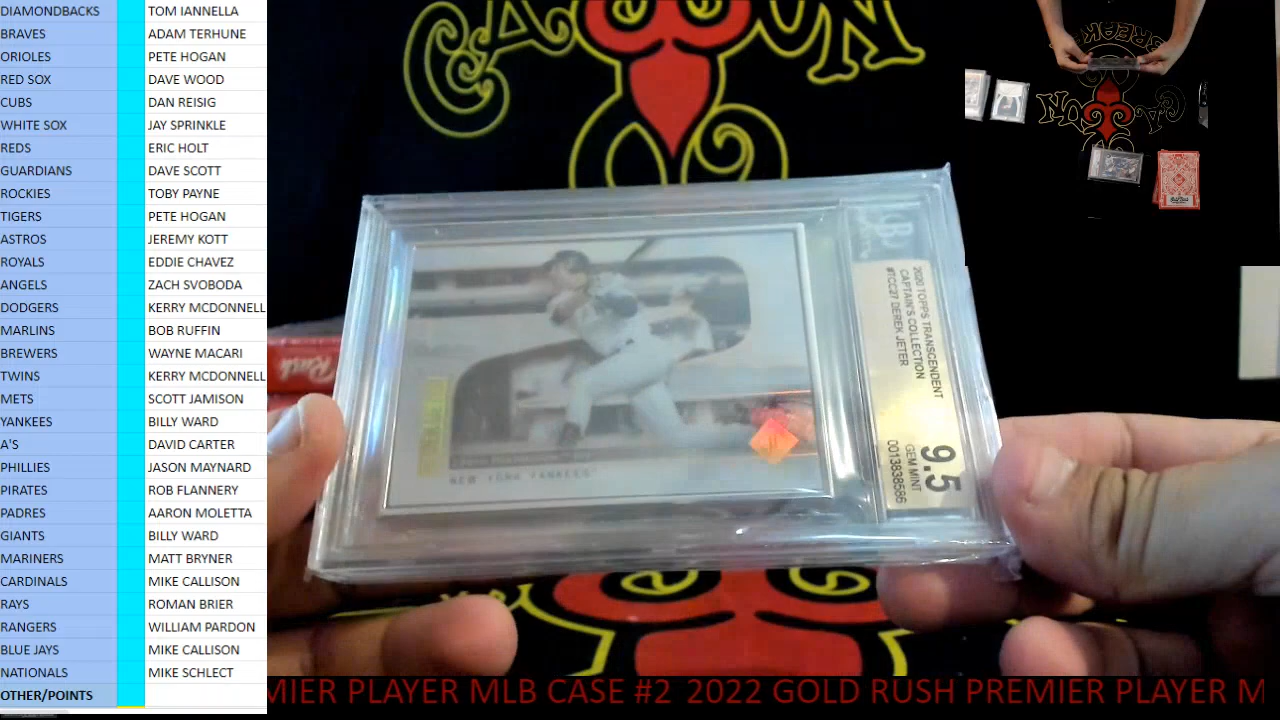 DIAMONDBACKS TOM IANNELLA
BRAVES ADAM TERHUNE
ORIOLES PETE HOGAN
RED SOX DAVE WOOD
CUBS DAN REISIG
WHITE SOX JAY SPRINKLE
REDS ERIC HOLT
GUARDIANS DAVE SCOTT
ROCKIES TOBY PAYNE
TIGERS PETE HOGAN
ASTROS JEREMY KOTT
ROYALS EDDIE CHAVEZ
ANGELS ZACH SVOBODA
DODGERS KERRY MCDONNELL
MARLINS BOB RUFFIN
BREWERS WAYNE MACARI
TWINS KERRY MCDONNELL
METS SCOTT JAMISON
YANKEES BILLY WARD
A'S DAVID CARTER
PHILLIES JASON MAYNARD
PIRATES ROB FLANNERY
PADRES AARON MOLETTA
GIANTS BILLY WARD
MARINERS MATT BRYNER
CARDINALS MIKE CALLISON
RAYS ROMAN BRIER
RANGERS WILLIAM PARDON
BLUE JAYS MIKE CALLISON
NATIONALS MIKE SCHLECT
OTHER/POINTS
2020 TOPPS TRANSCENDENT
CAPTAIN'S COLLECTION
#TCC27 DEREK JETER
9.5
GEM MINT
0013838586
NEW YORK YANKEES
Rush
MIER PLAYER MLB CASE #2 2022 GOLD RUSH PREMIER PLAYER M